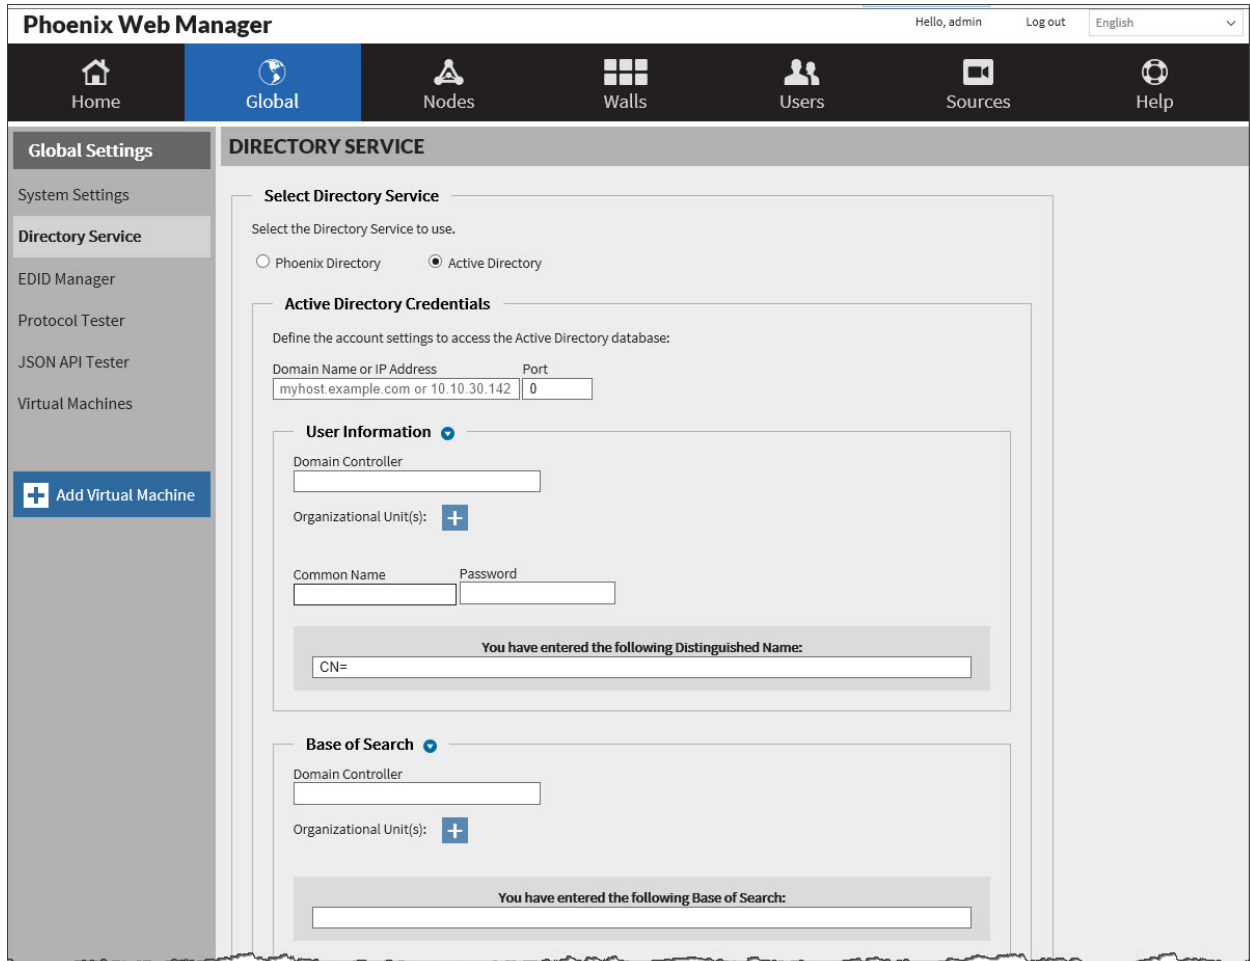 Phoenix Web Manager
Hello, admin Log out English
Home Global Nodes Walls Users Sources Help
Global Settings
System Settings
Directory Service
EDID Manager
Protocol Tester
JSON API Tester
Virtual Machines
Add Virtual Machine
DIRECTORY SERVICE
Select Directory Service
Select the Directory Service to use.
Phoenix Directory Active Directory
Active Directory Credentials
Define the account settings to access the Active Directory database:
Domain Name or IP Address Port
myhost.example.com or 10.10.30.142 0
User Information
Domain Controller
Organizational Unit(s):
Common Name Password
You have entered the following Distinguished Name:
CN=
Base of Search
Domain Controller
Organizational Unit(s):
You have entered the following Base of Search: